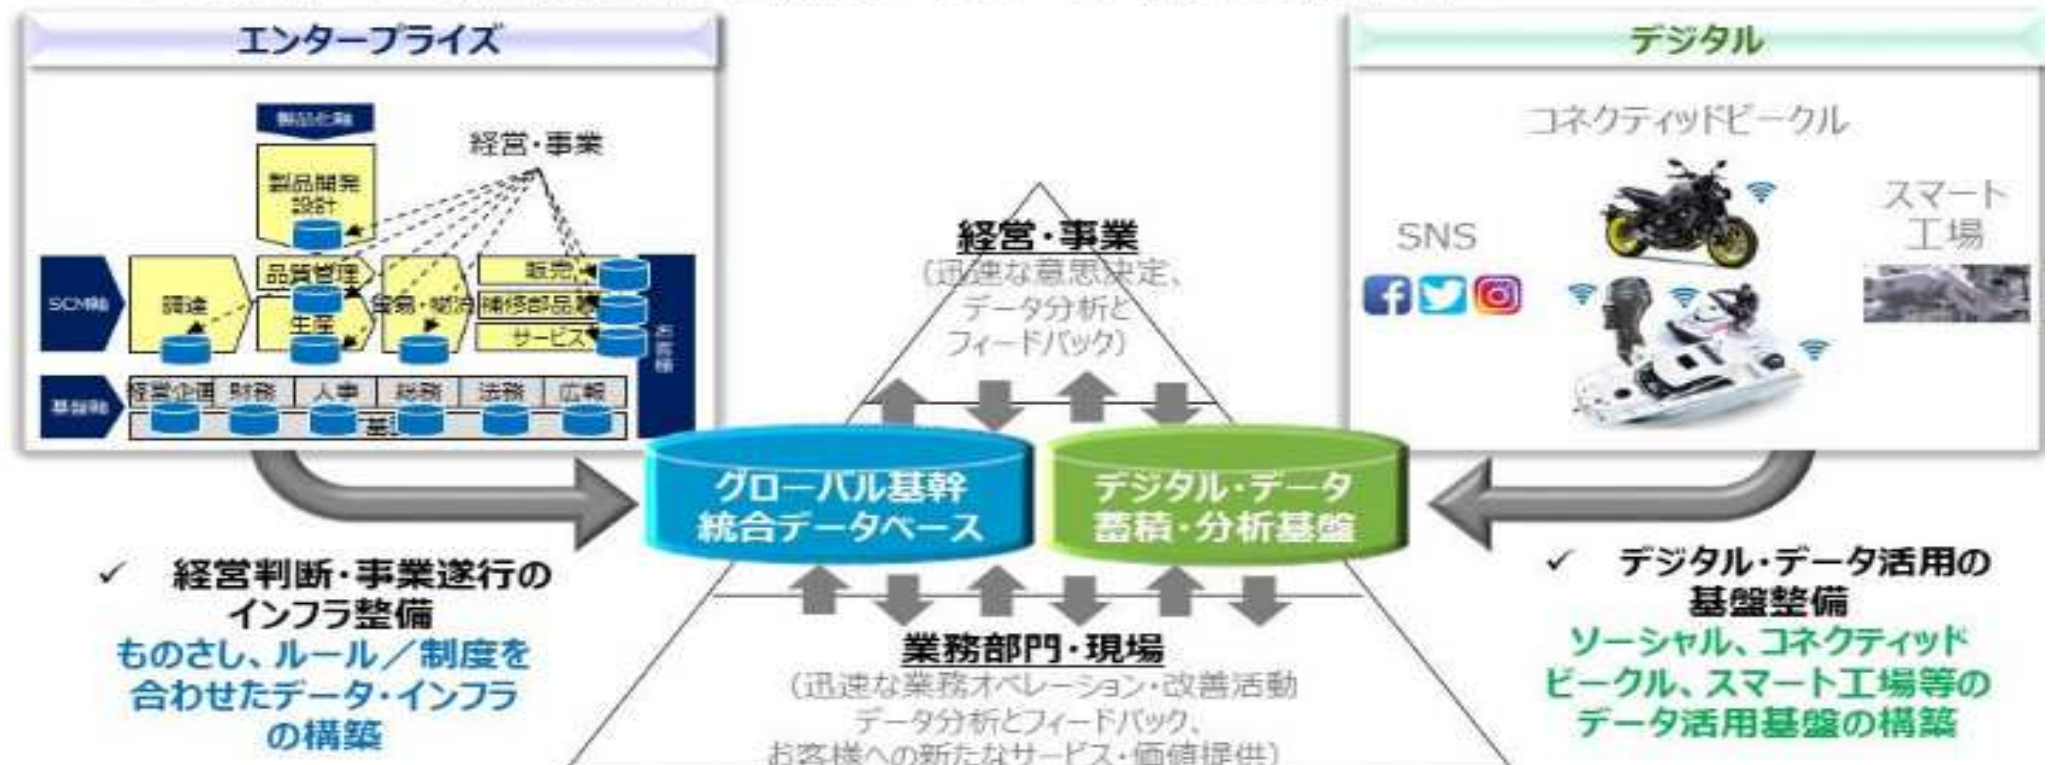 エンタープライズ
製品化軸
製品開発
設計
経営・事業
SCM軸
調達
品質管理
生産
貿易・物流
販売
補修部品
サービス
お客様
基盤軸
経営企画
財務
人事
総務
法務
広報
経営・事業
(迅速な意思決定、
データ分析と
フィードバック)
デジタル
コネクティッドビークル
SNS
スマート
工場
グローバル基幹
統合データベース
デジタル・データ
蓄積・分析基盤
✓ 経営判断・事業遂行の
インフラ整備
ものさし、ルール／制度を
合わせたデータ・インフラ
の構築
業務部門・現場
(迅速な業務オペレーション・改善活動
データ分析とフィードバック、
お客様への新たなサービス・価値提供)
✓ デジタル・データ活用の
基盤整備
ソーシャル、コネクティッド
ビークル、スマート工場等の
データ活用基盤の構築